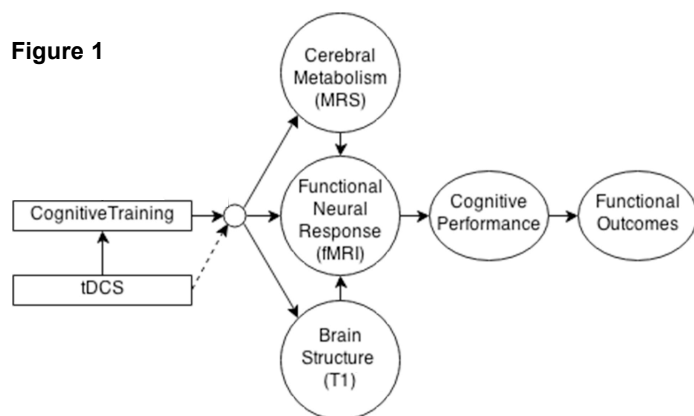 Figure 1
Cerebral
Metabolism
(MRS)
CognitiveTraining
tDCS
Functional
Neural
Response
(fMRI)
Cognitive
Performance
Functional
Outcomes
Brain
Structure
(T1)